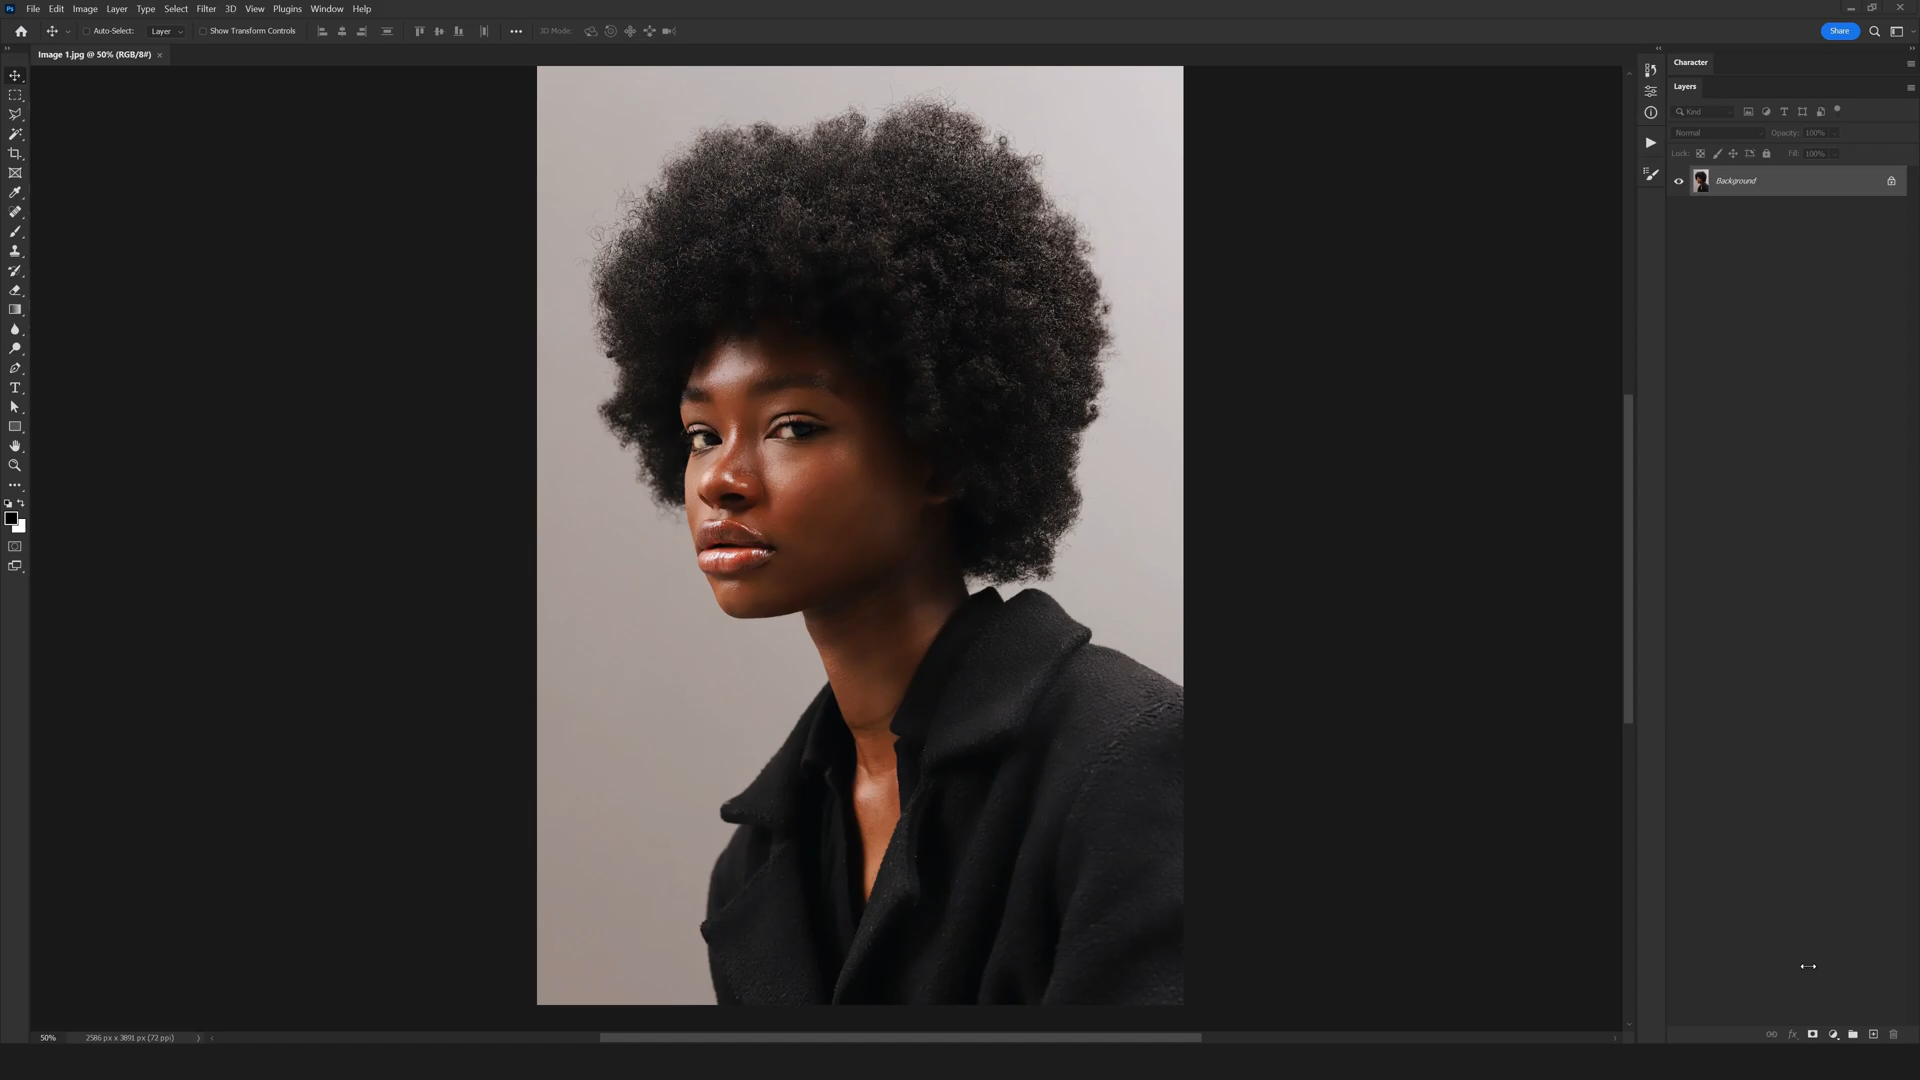 Ps File Edit Image Layer Type Select Filter 3D View Plugins Window Help
Auto-Select: Layer Show Transform Controls 3D Mode: Share
Image 1.jpg @ 50% (RGB/8#)
Character
Layers
Kind
Normal Opacity: 100%
Lock: Fill: 100%
Background
50% 2586 px x 3891 px (72 ppi)
fx